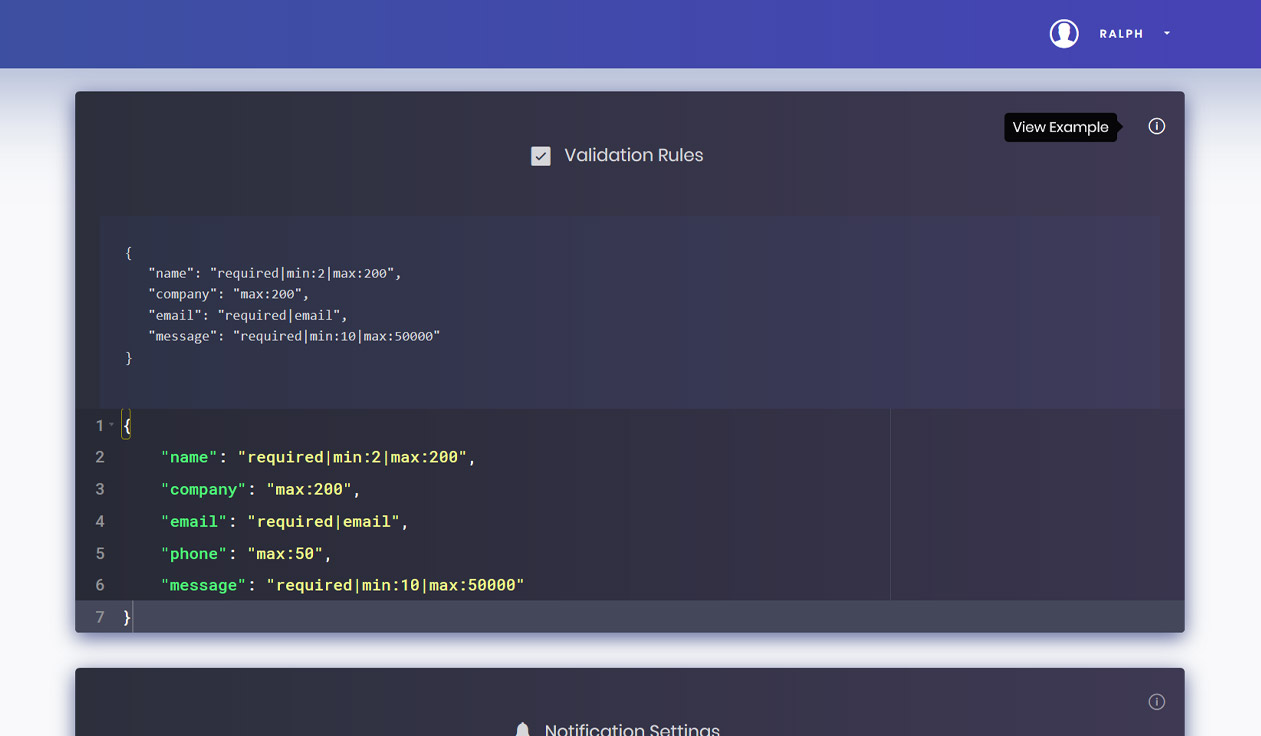 RALPH
View Example
Validation Rules
{
"name": "required|min:2|max:200",
"company": "max:200",
"email": "required|email",
"message": "required|min:10|max:50000"
}
1 {
2 "name": "required|min:2|max:200",
3 "company": "max:200",
4 "email": "required|email",
5 "phone": "max:50",
6 "message": "required|min:10|max:50000"
7 }
Notification Settings